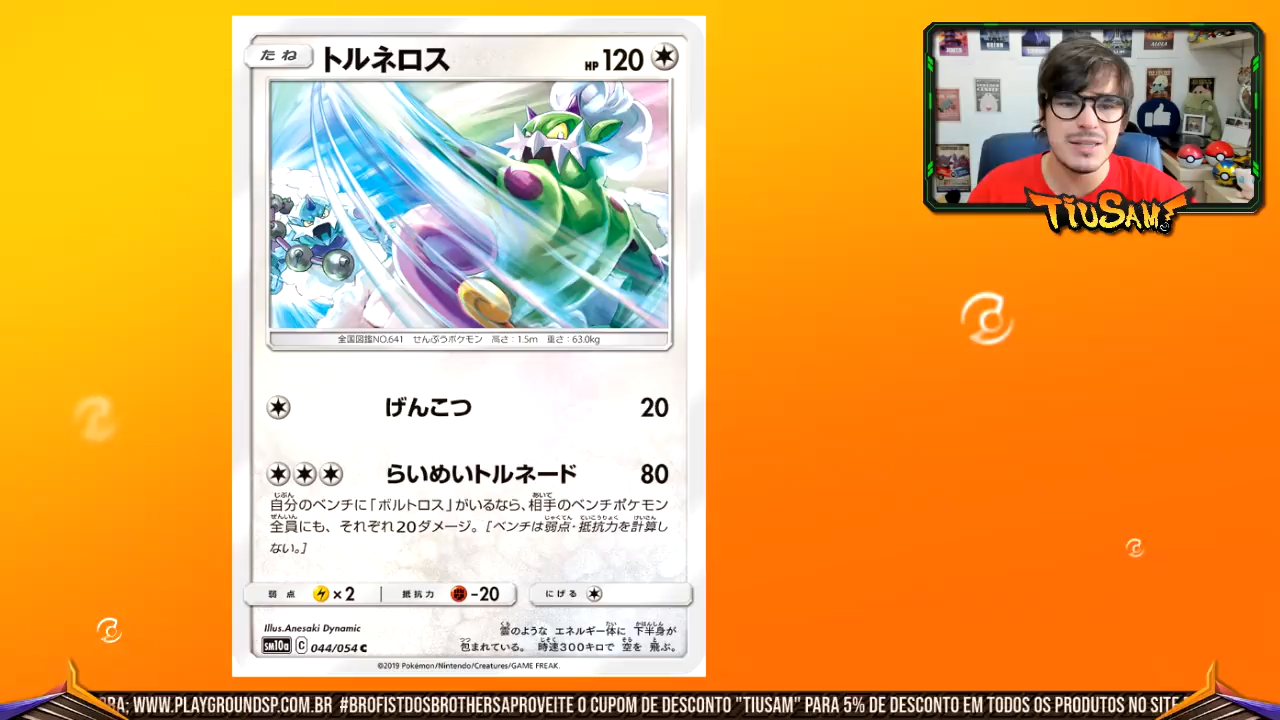 たね トルネロス HP 120
全国図鑑NO.641 せんぷうポケモン 高さ:1.5m 重さ:63.0kg
げんこつ 20
らいめいトルネード 80
自分のベンチに「ボルトロス」がいるなら、相手のベンチポケモン
全員にも、それぞれ20ダメージ。[ベンチは弱点・抵抗力を計算し
ない。]
弱点 ×2 抵抗力 -20 にげる
Illus.Anesaki Dynamic
sm10a C 044/054 C
雲のような エネルギー体に 下半身が
包まれている。 時速300キロで 空を 飛ぶ。
©2019 Pokémon/Nintendo/Creatures/GAME FREAK.
TIUSAM
ORA; WWW.PLAYGROUNDSP.COM.BR #BROFISTDOSBROTHERSAPROVEITE O CUPOM DE DESCONTO "TIUSAM" PARA 5% DE DESCONTO EM TODOS OS PRODUTOS NO SITE